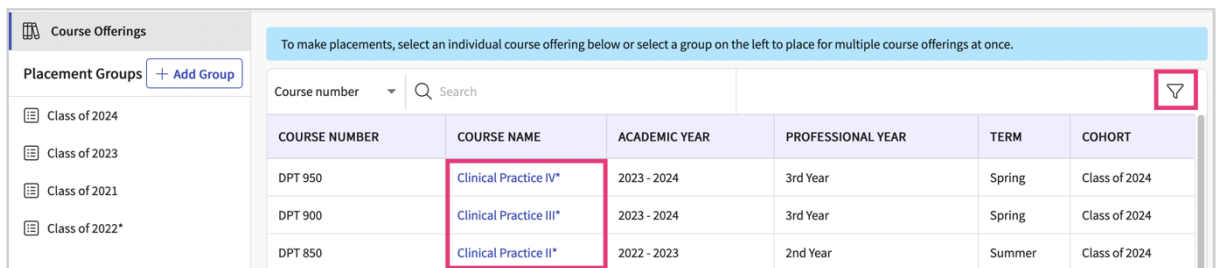 Course Offerings
Placement Groups + Add Group
Class of 2024
Class of 2023
Class of 2021
Class of 2022*
To make placements, select an individual course offering below or select a group on the left to place for multiple course offerings at once.
Course number Search
COURSE NUMBER COURSE NAME ACADEMIC YEAR PROFESSIONAL YEAR TERM COHORT
DPT 950 Clinical Practice IV* 2023 - 2024 3rd Year Spring Class of 2024
DPT 900 Clinical Practice III* 2023 - 2024 3rd Year Spring Class of 2024
DPT 850 Clinical Practice II* 2022 - 2023 2nd Year Summer Class of 2024